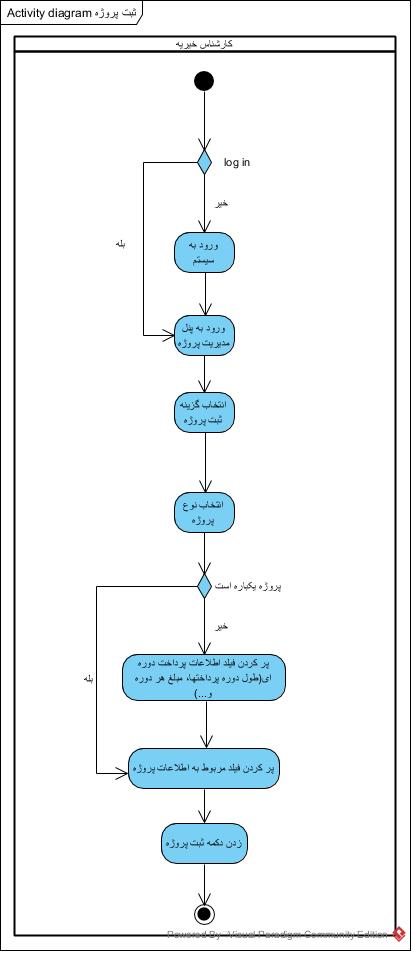 Activity diagram ثبت پروژه
کارشناس خیریه
log in
خیر
بله
ورود به
سیستم
ورود به پنل
مدیریت پروژه
انتخاب گزینه
ثبت پروژه
انتخاب نوع
پروژه
پروژه یکباره است
خیر
بله
پر کردن فیلد اطلاعات پرداخت دوره
ای(طول دوره پرداختها، مبلغ هر دوره
و...)
پر کردن فیلد مربوط به اطلاعات پروژه
زدن دکمه ثبت پروژه
Powered By: Visual Paradigm Community Edition